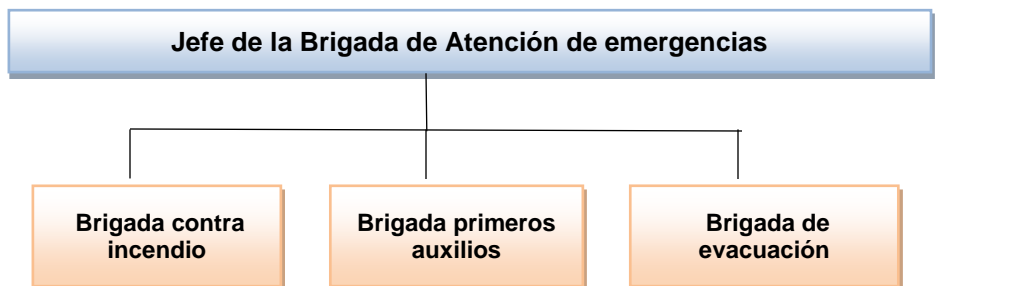 Jefe de la Brigada de Atención de emergencias
Brigada contra
incendio
Brigada primeros
auxilios
Brigada de
evacuación